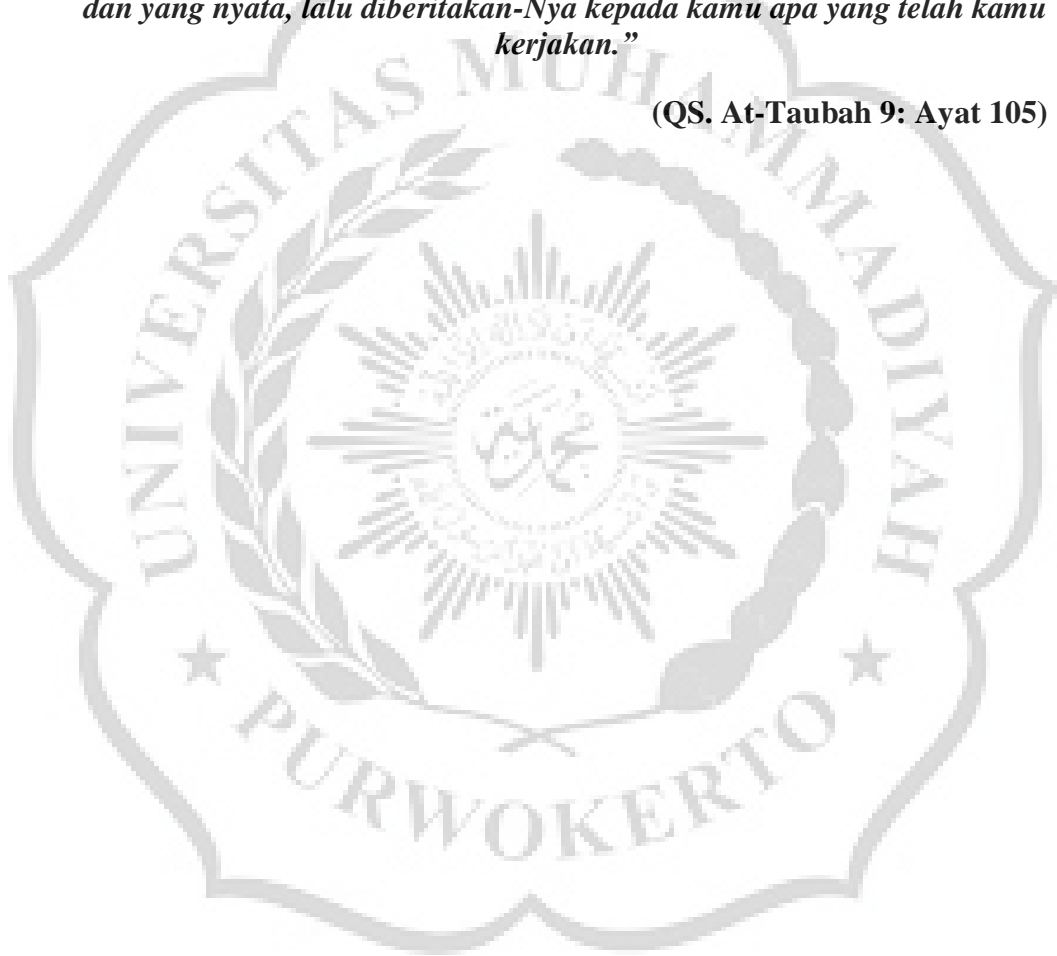 dan yang nyata, lalu diberitakan-Nya kepada kamu apa yang telah kamu
kerjakan.”
(QS. At-Taubah 9: Ayat 105)
UNIVERSITAS MUHAMMADIYAH
PURWOKERTO